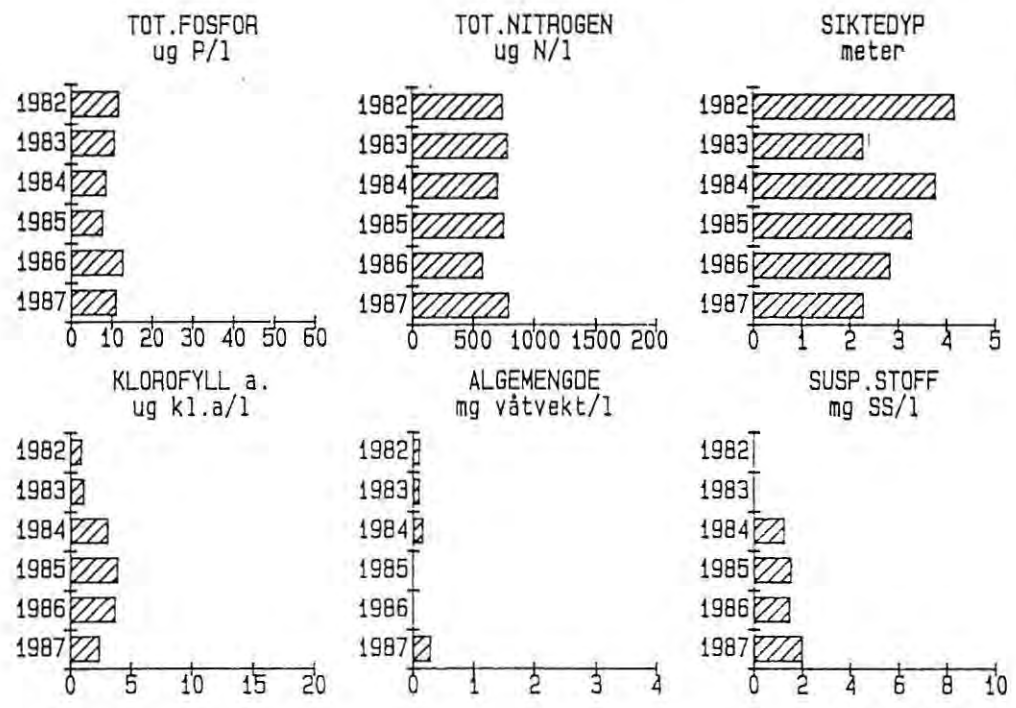 TOT.FOSFOR
ug P/l
1982
1983
1984
1985
1986
1987
0 10 20 30 40 50 60
TOT.NITROGEN
ug N/l
1982
1983
1984
1985
1986
1987
0 500 1000 1500 200
SIKTEDYP
meter
1982
1983
1984
1985
1986
1987
0 1 2 3 4 5
KLOROFYLL a.
ug kl.a/l
1982
1983
1984
1985
1986
1987
0 5 10 15 20
ALGEMENGDE
mg våtvekt/l
1982
1983
1984
1985
1986
1987
0 1 2 3 4
SUSP.STOFF
mg SS/l
1982
1983
1984
1985
1986
1987
0 2 4 6 8 10